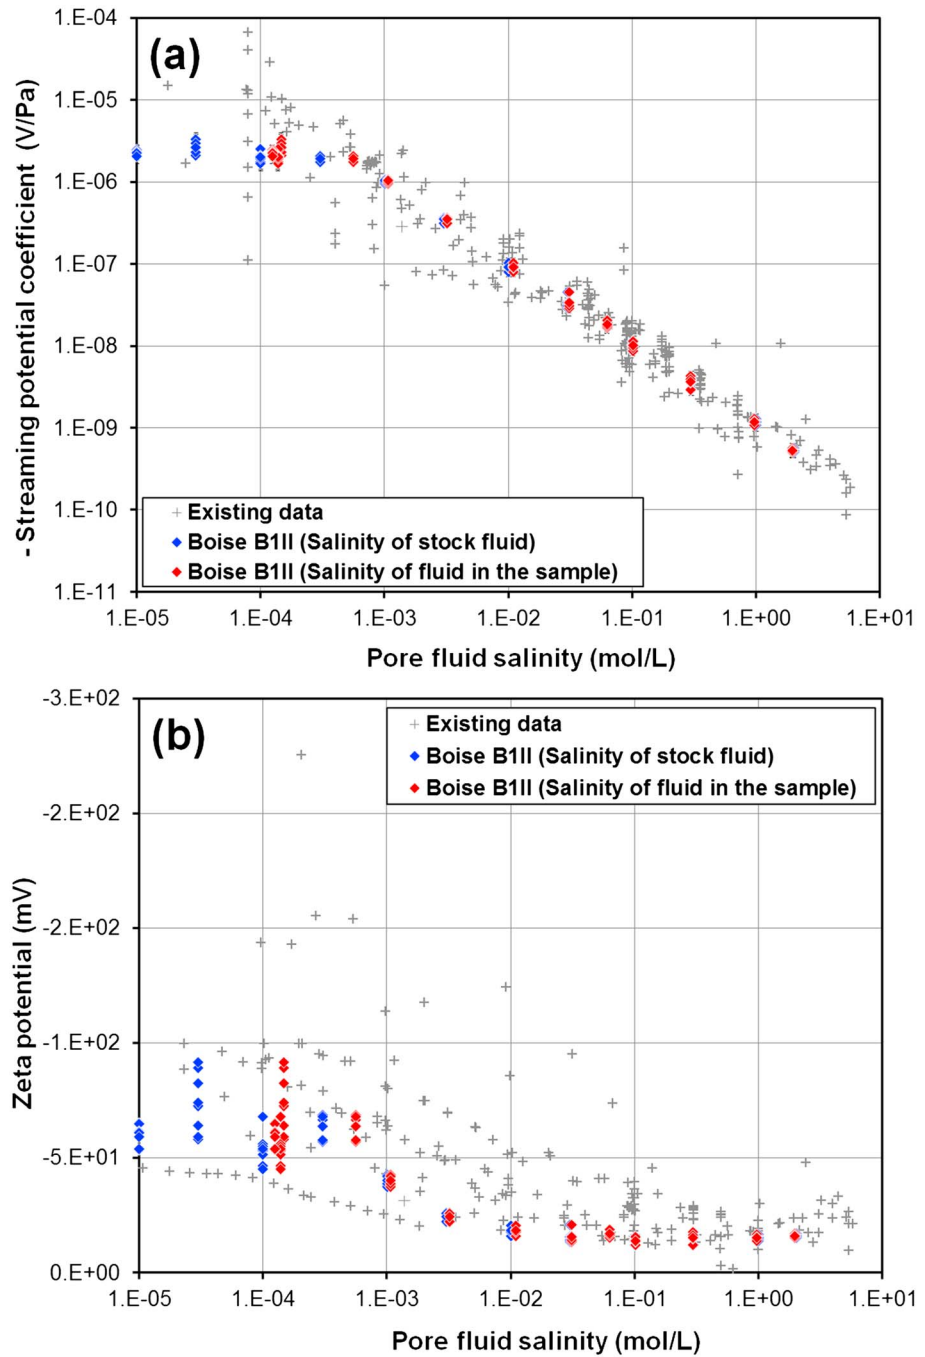 (a)
- Streaming potential coefficient (V/Pa)
1.E-04
1.E-05
1.E-06
1.E-07
1.E-08
1.E-09
1.E-10
1.E-11
Existing data
Boise B1II (Salinity of stock fluid)
Boise B1II (Salinity of fluid in the sample)
1.E-05 1.E-04 1.E-03 1.E-02 1.E-01 1.E+00 1.E+01
Pore fluid salinity (mol/L)
(b)
Zeta potential (mV)
-3.E+02
-2.E+02
-2.E+02
-1.E+02
-5.E+01
0.E+00
Existing data
Boise B1II (Salinity of stock fluid)
Boise B1II (Salinity of fluid in the sample)
1.E-05 1.E-04 1.E-03 1.E-02 1.E-01 1.E+00 1.E+01
Pore fluid salinity (mol/L)